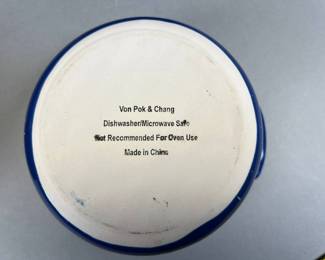 Von Pok & Chang
Dishwasher/Microwave Safe
Not Recommended For Oven Use
Made in China